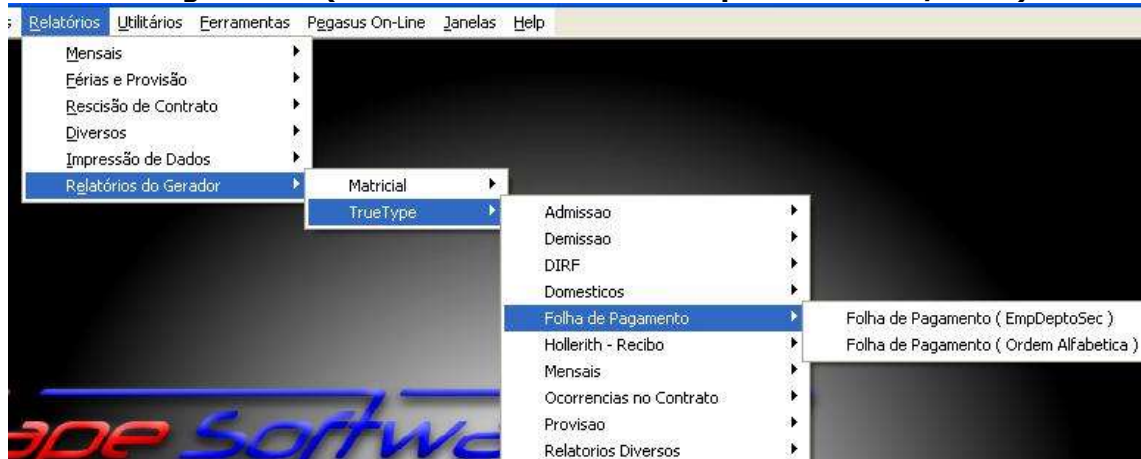 Relatórios Utilitários Ferramentas Pegasus On-Line Janelas Help
Mensais
Férias e Provisão
Rescisão de Contrato
Diversos
Impressão de Dados
Relatórios do Gerador
Matricial
TrueType
Admissao
Demissao
DIRF
Domesticos
Folha de Pagamento
Folha de Pagamento ( EmpDeptoSec )
Folha de Pagamento ( Ordem Alfabetica )
Hollerith - Recibo
Mensais
Ocorrencias no Contrato
Provisao
Relatorios Diversos